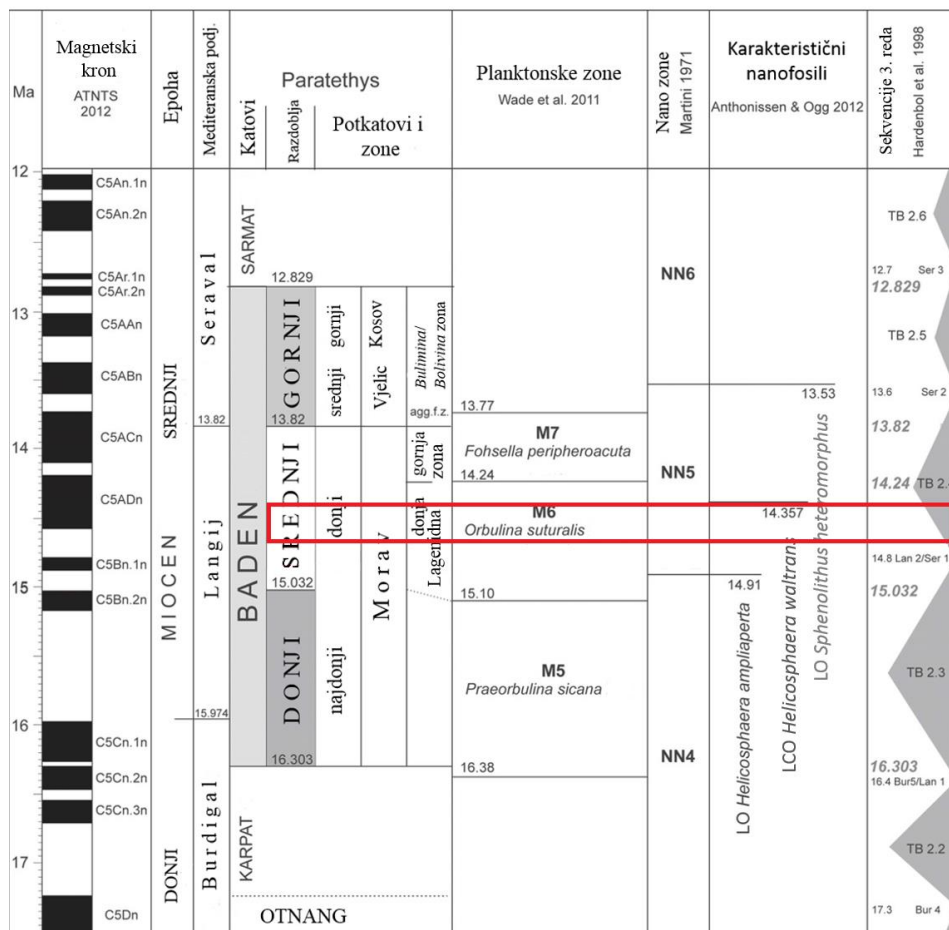 Ma
Magnetski
kron
ATNTS
2012
Epoha
Mediteranska podj.
Paratethys
Katovi
Razdobija
Potkatovi i
zone
Planktonske zone
Wade et al. 2011
Nano zone
Martini 1971
Karakteristični
nanofosili
Anthonissen & Ogg 2012
Sekvencije 3. reda
Hardenbol et al. 1998
12
13
14
15
16
17
C5An.1n
C5An.2n
C5Ar.1n
C5Ar.2n
C5AAn
C5ABn
C5ACn
C5ADn
C5Bn.1n
C5Bn.2n
C5Cn.1n
C5Cn.2n
C5Cn.3n
C5Dn
MIOCEN
SREDNJI
DONJI
Seraval
13.82
Langij
15.974
Burdigal
SARMAT
12.829
BADEN
KARPAT
OTNANG
GORNJI
13.82
SREDNJI
15.032
DONJI
16.303
gornji
srednji
donji
najdonji
Kosov
Vjelic
Morav
Bulimina/
Bolivina zona
agg.f.z.
gornja
zona
donja
Lagenidna
13.77
M7
Fohsella peripheroacuta
14.24
M6
Orbulina suturalis
15.10
M5
Praeorbulina sicana
16.38
NN6
NN5
NN4
13.53
14.357
14.91
LO Helicosphaera ampliaperta
LCO Helicosphaera waltrans
LO Sphenolithus heteromorphus
TB 2.6
12.7 Ser 3
12.829
TB 2.5
13.6 Ser 2
13.82
14.24 TB 2.4
14.8 Lan 2/Ser 1
15.032
TB 2.3
16.303
16.4 Bur5/Lan 1
TB 2.2
17.3 Bur 4